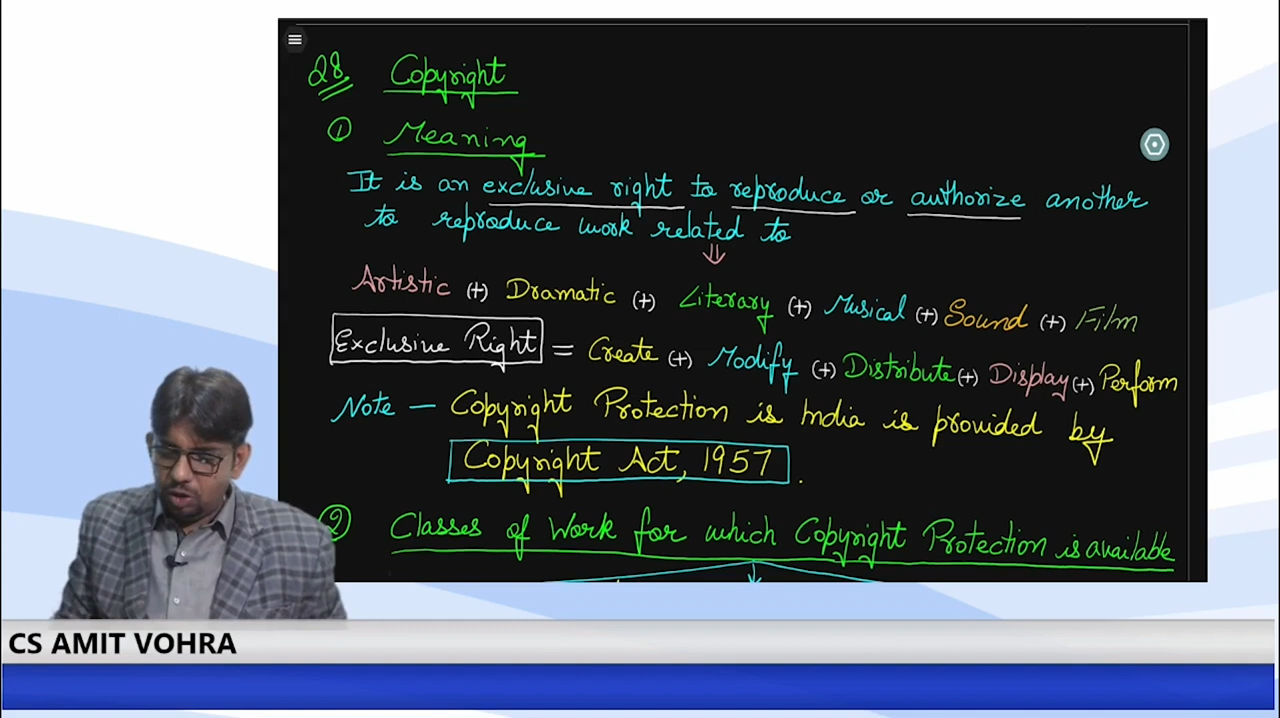 28. Copyright
① Meaning
It is an exclusive right to reproduce or authorize another
to reproduce work related to
⇓
Artistic (+) Dramatic (+) Literary (+) Musical (+) Sound (+) Film
Exclusive Right = Create (+) Modify (+) Distribute (+) Display (+) Perform
Note – Copyright Protection is India is provided by
Copyright Act, 1957.
② Classes of Work for which Copyright Protection is available
CS AMIT VOHRA